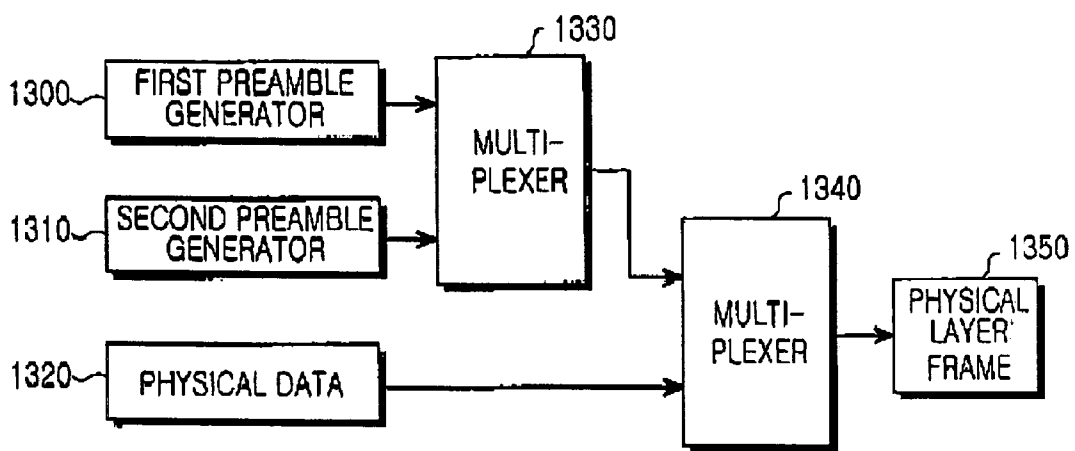 1330
1300
FIRST PREAMBLE
GENERATOR
MULTI-
PLEXER
1340
1310
SECOND PREAMBLE
GENERATOR
1350
PHYSICAL
LAYER
FRAME
MULTI-
PLEXER
1320
PHYSICAL DATA